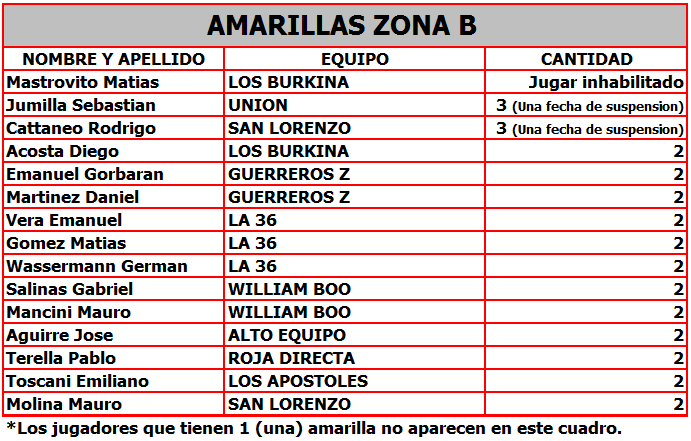 AMARILLAS ZONA B
NOMBRE Y APELLIDO EQUIPO CANTIDAD
Mastrovito Matias LOS BURKINA Jugar inhabilitado
Jumilla Sebastian UNION 3 (Una fecha de suspension)
Cattaneo Rodrigo SAN LORENZO 3 (Una fecha de suspension)
Acosta Diego LOS BURKINA 2
Emanuel Gorbaran GUERREROS Z 2
Martinez Daniel GUERREROS Z 2
Vera Emanuel LA 36 2
Gomez Matias LA 36 2
Wassermann German LA 36 2
Salinas Gabriel WILLIAM BOO 2
Mancini Mauro WILLIAM BOO 2
Aguirre Jose ALTO EQUIPO 2
Terella Pablo ROJA DIRECTA 2
Toscani Emiliano LOS APOSTOLES 2
Molina Mauro SAN LORENZO 2
*Los jugadores que tienen 1 (una) amarilla no aparecen en este cuadro.